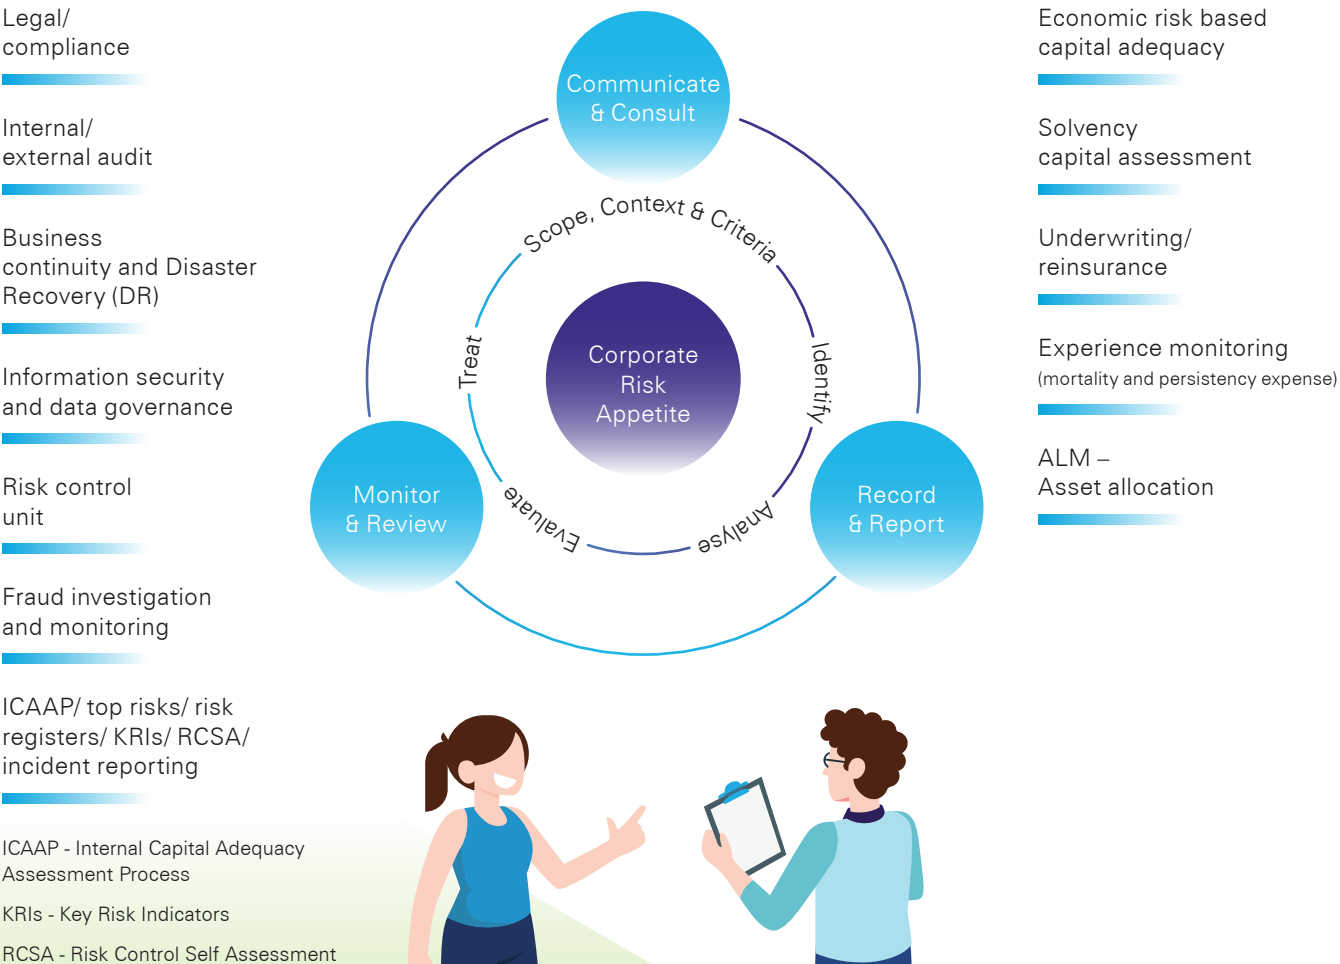 Legal/
compliance
Internal/
external audit
Business
continuity and Disaster
Recovery (DR)
Information security
and data governance
Risk control
unit
Fraud investigation
and monitoring
ICAAP/ top risks/ risk
registers/ KRIs/ RCSA/
incident reporting
ICAAP - Internal Capital Adequacy
Assessment Process
KRIs - Key Risk Indicators
RCSA - Risk Control Self Assessment
Communicate
& Consult
Scope, Context & Criteria
Identify
Analyse
Evaluate
Treat
Corporate
Risk
Appetite
Monitor
& Review
Record
& Report
Economic risk based
capital adequacy
Solvency
capital assessment
Underwriting/
reinsurance
Experience monitoring
(mortality and persistency expense)
ALM –
Asset allocation